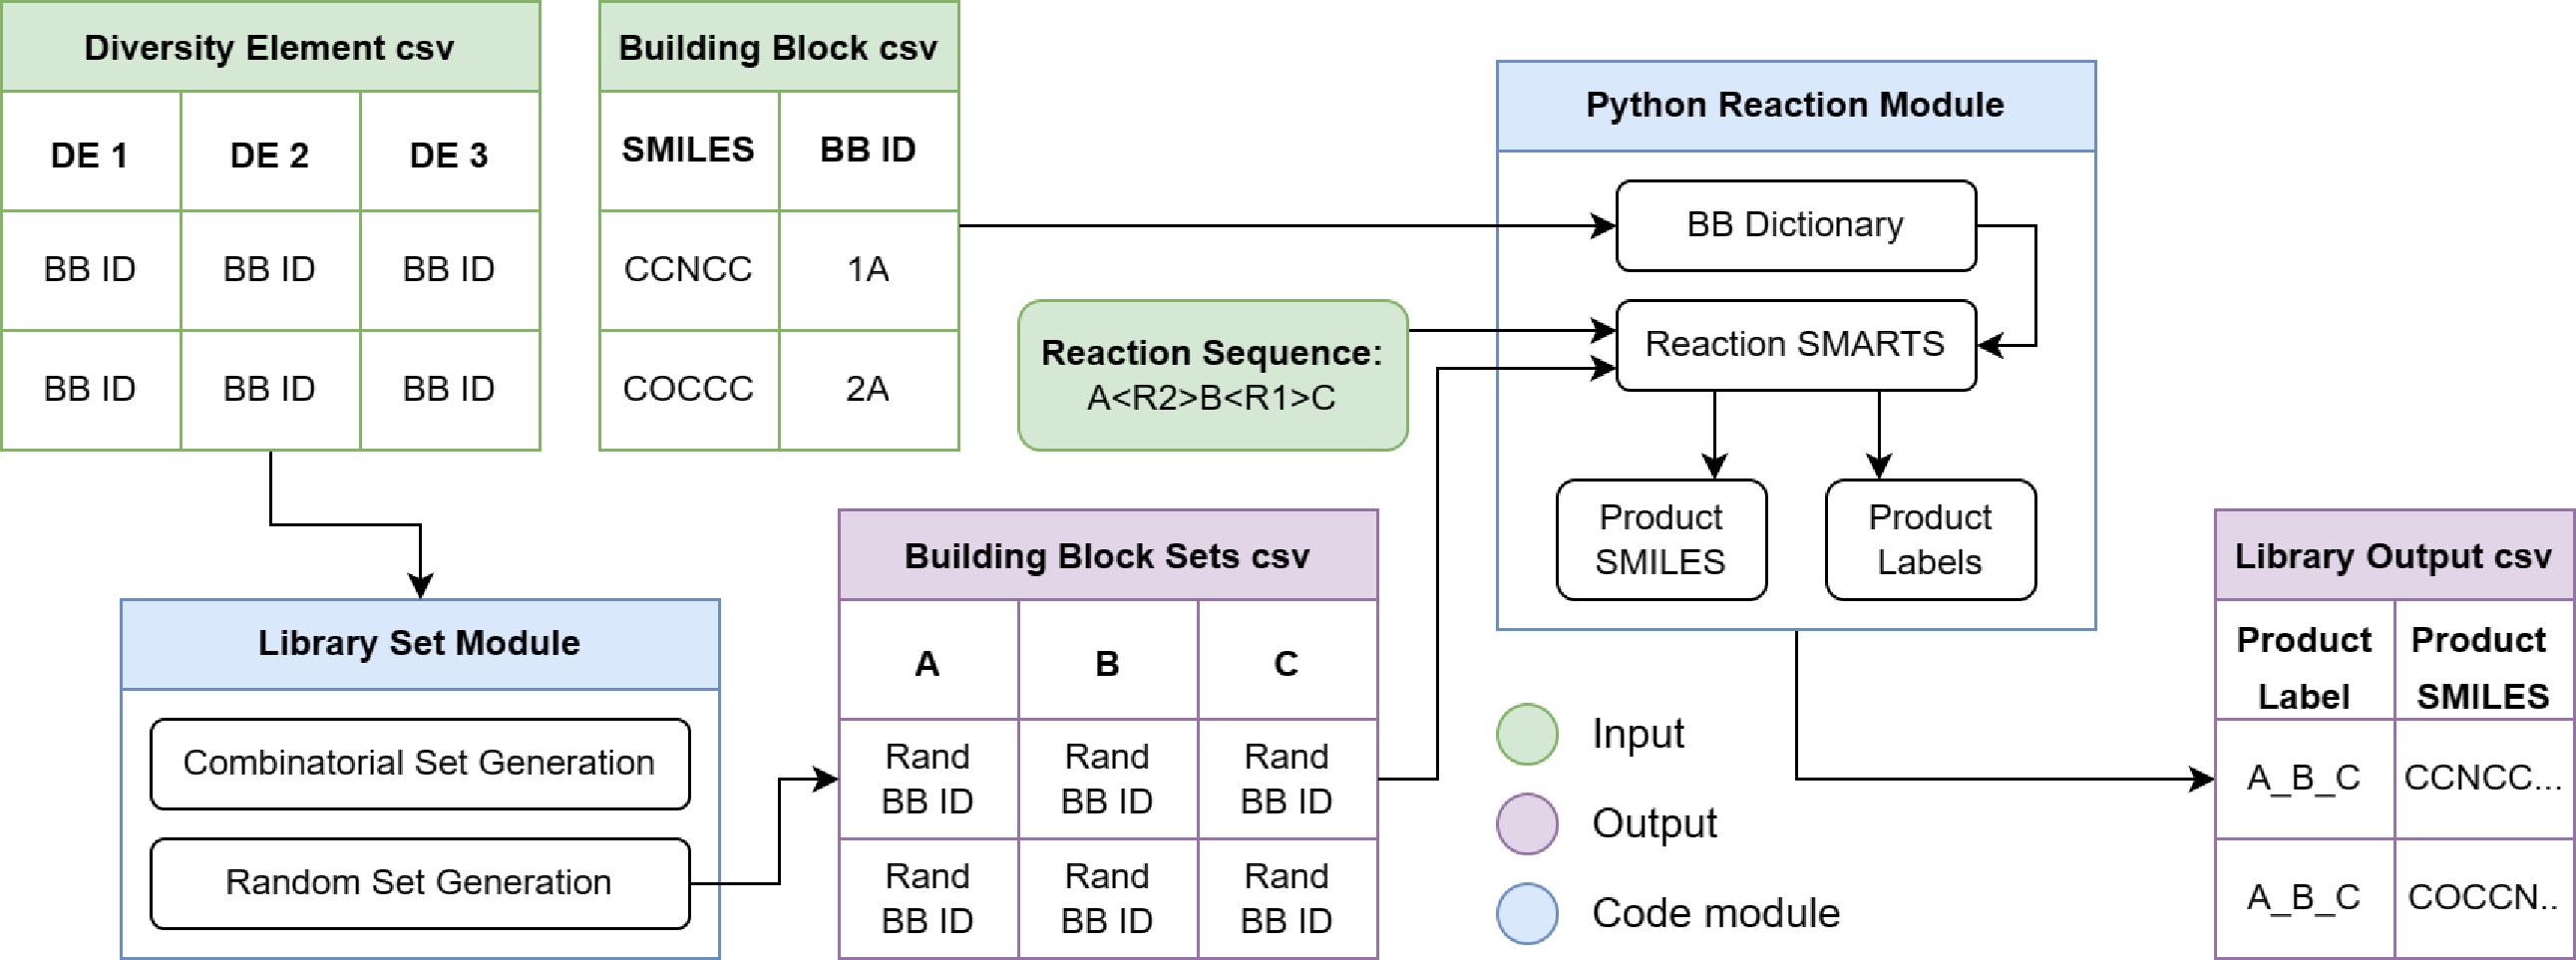 Diversity Element csv
DE 1 DE 2 DE 3
BB ID BB ID BB ID
BB ID BB ID BB ID
Building Block csv
SMILES BB ID
CCNCC 1A
COCCC 2A
Reaction Sequence:
A<R2>B<R1>C
Python Reaction Module
BB Dictionary
Reaction SMARTS
Product
SMILES
Product
Labels
Library Set Module
Combinatorial Set Generation
Random Set Generation
Building Block Sets csv
A B C
Rand Rand Rand
BB ID BB ID BB ID
Rand Rand Rand
BB ID BB ID BB ID
Input
Output
Code module
Library Output csv
Product Product
Label SMILES
A_B_C CCNCC...
A_B_C COCCN..